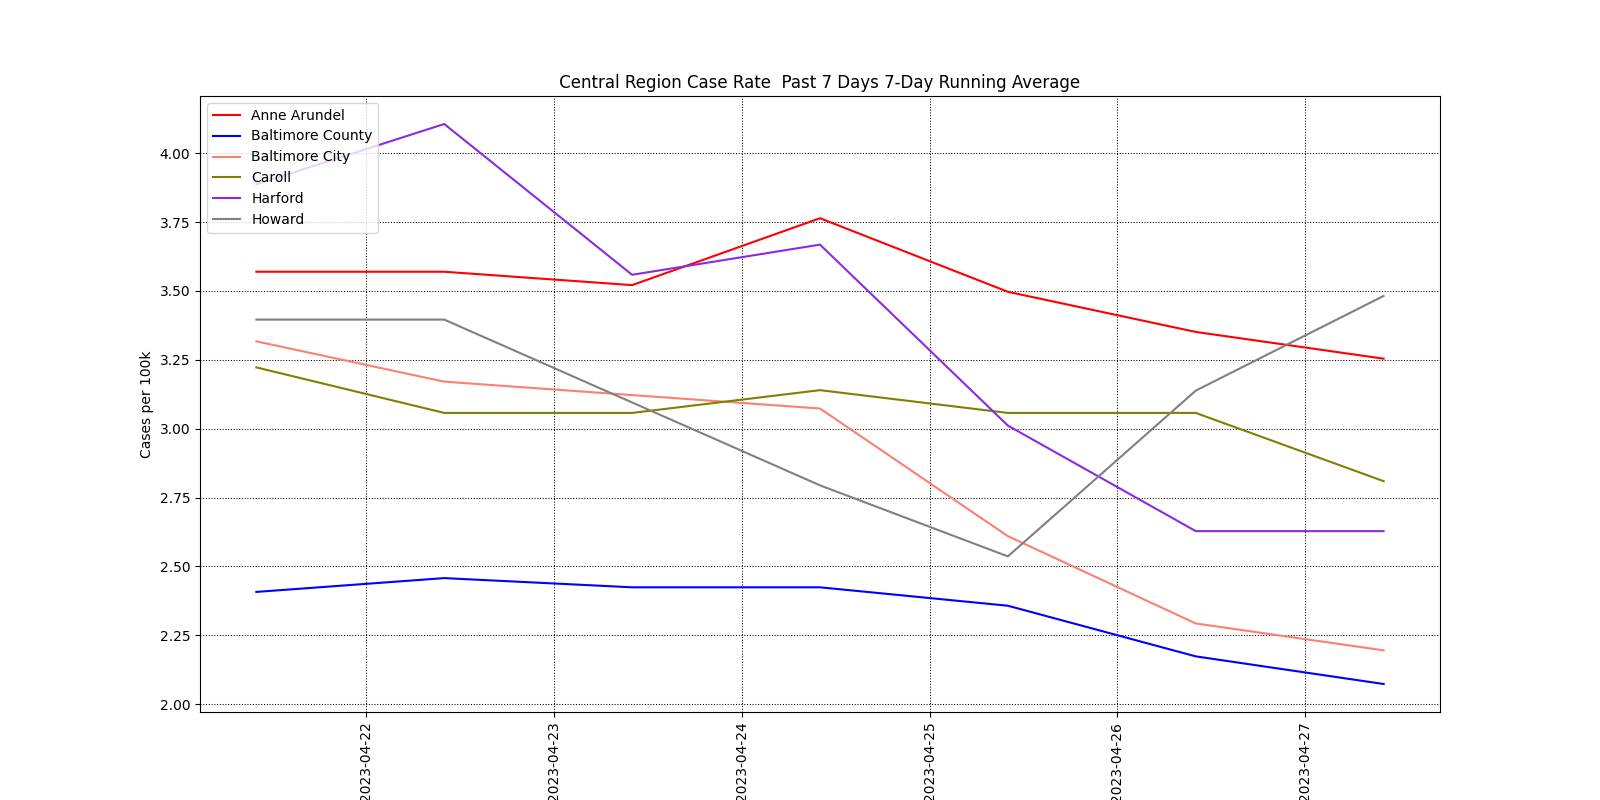 Central Region Case Rate  Past 7 Days 7-Day Running Average
Anne Arundel
Baltimore County
Baltimore City
Caroll
Harford
Howard
Cases per 100k
4.00
3.75
3.50
3.25
3.00
2.75
2.50
2.25
2.00
2023-04-22
2023-04-23
2023-04-24
2023-04-25
2023-04-26
2023-04-27